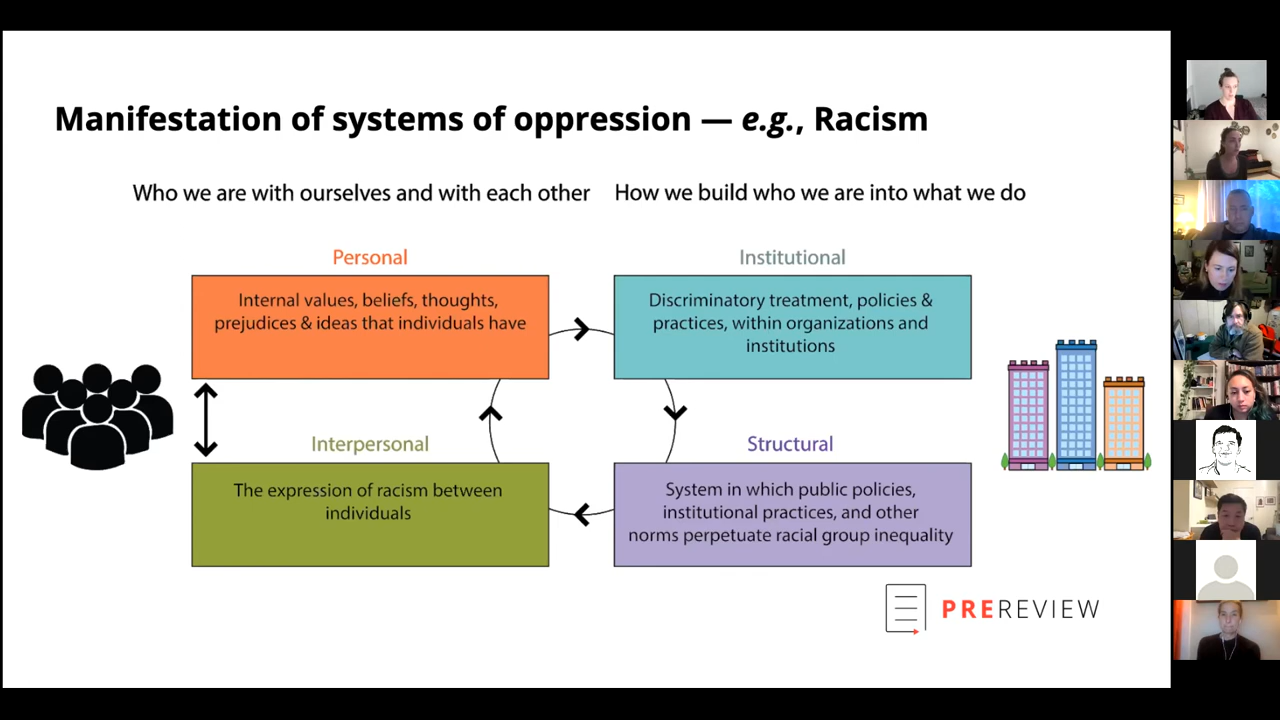 Manifestation of systems of oppression — e.g., Racism
Who we are with ourselves and with each other
How we build who we are into what we do
Personal
Internal values, beliefs, thoughts,
prejudices & ideas that individuals have
Institutional
Discriminatory treatment, policies &
practices, within organizations and
institutions
Interpersonal
The expression of racism between
individuals
Structural
System in which public policies,
institutional practices, and other
norms perpetuate racial group inequality
PREREVIEW